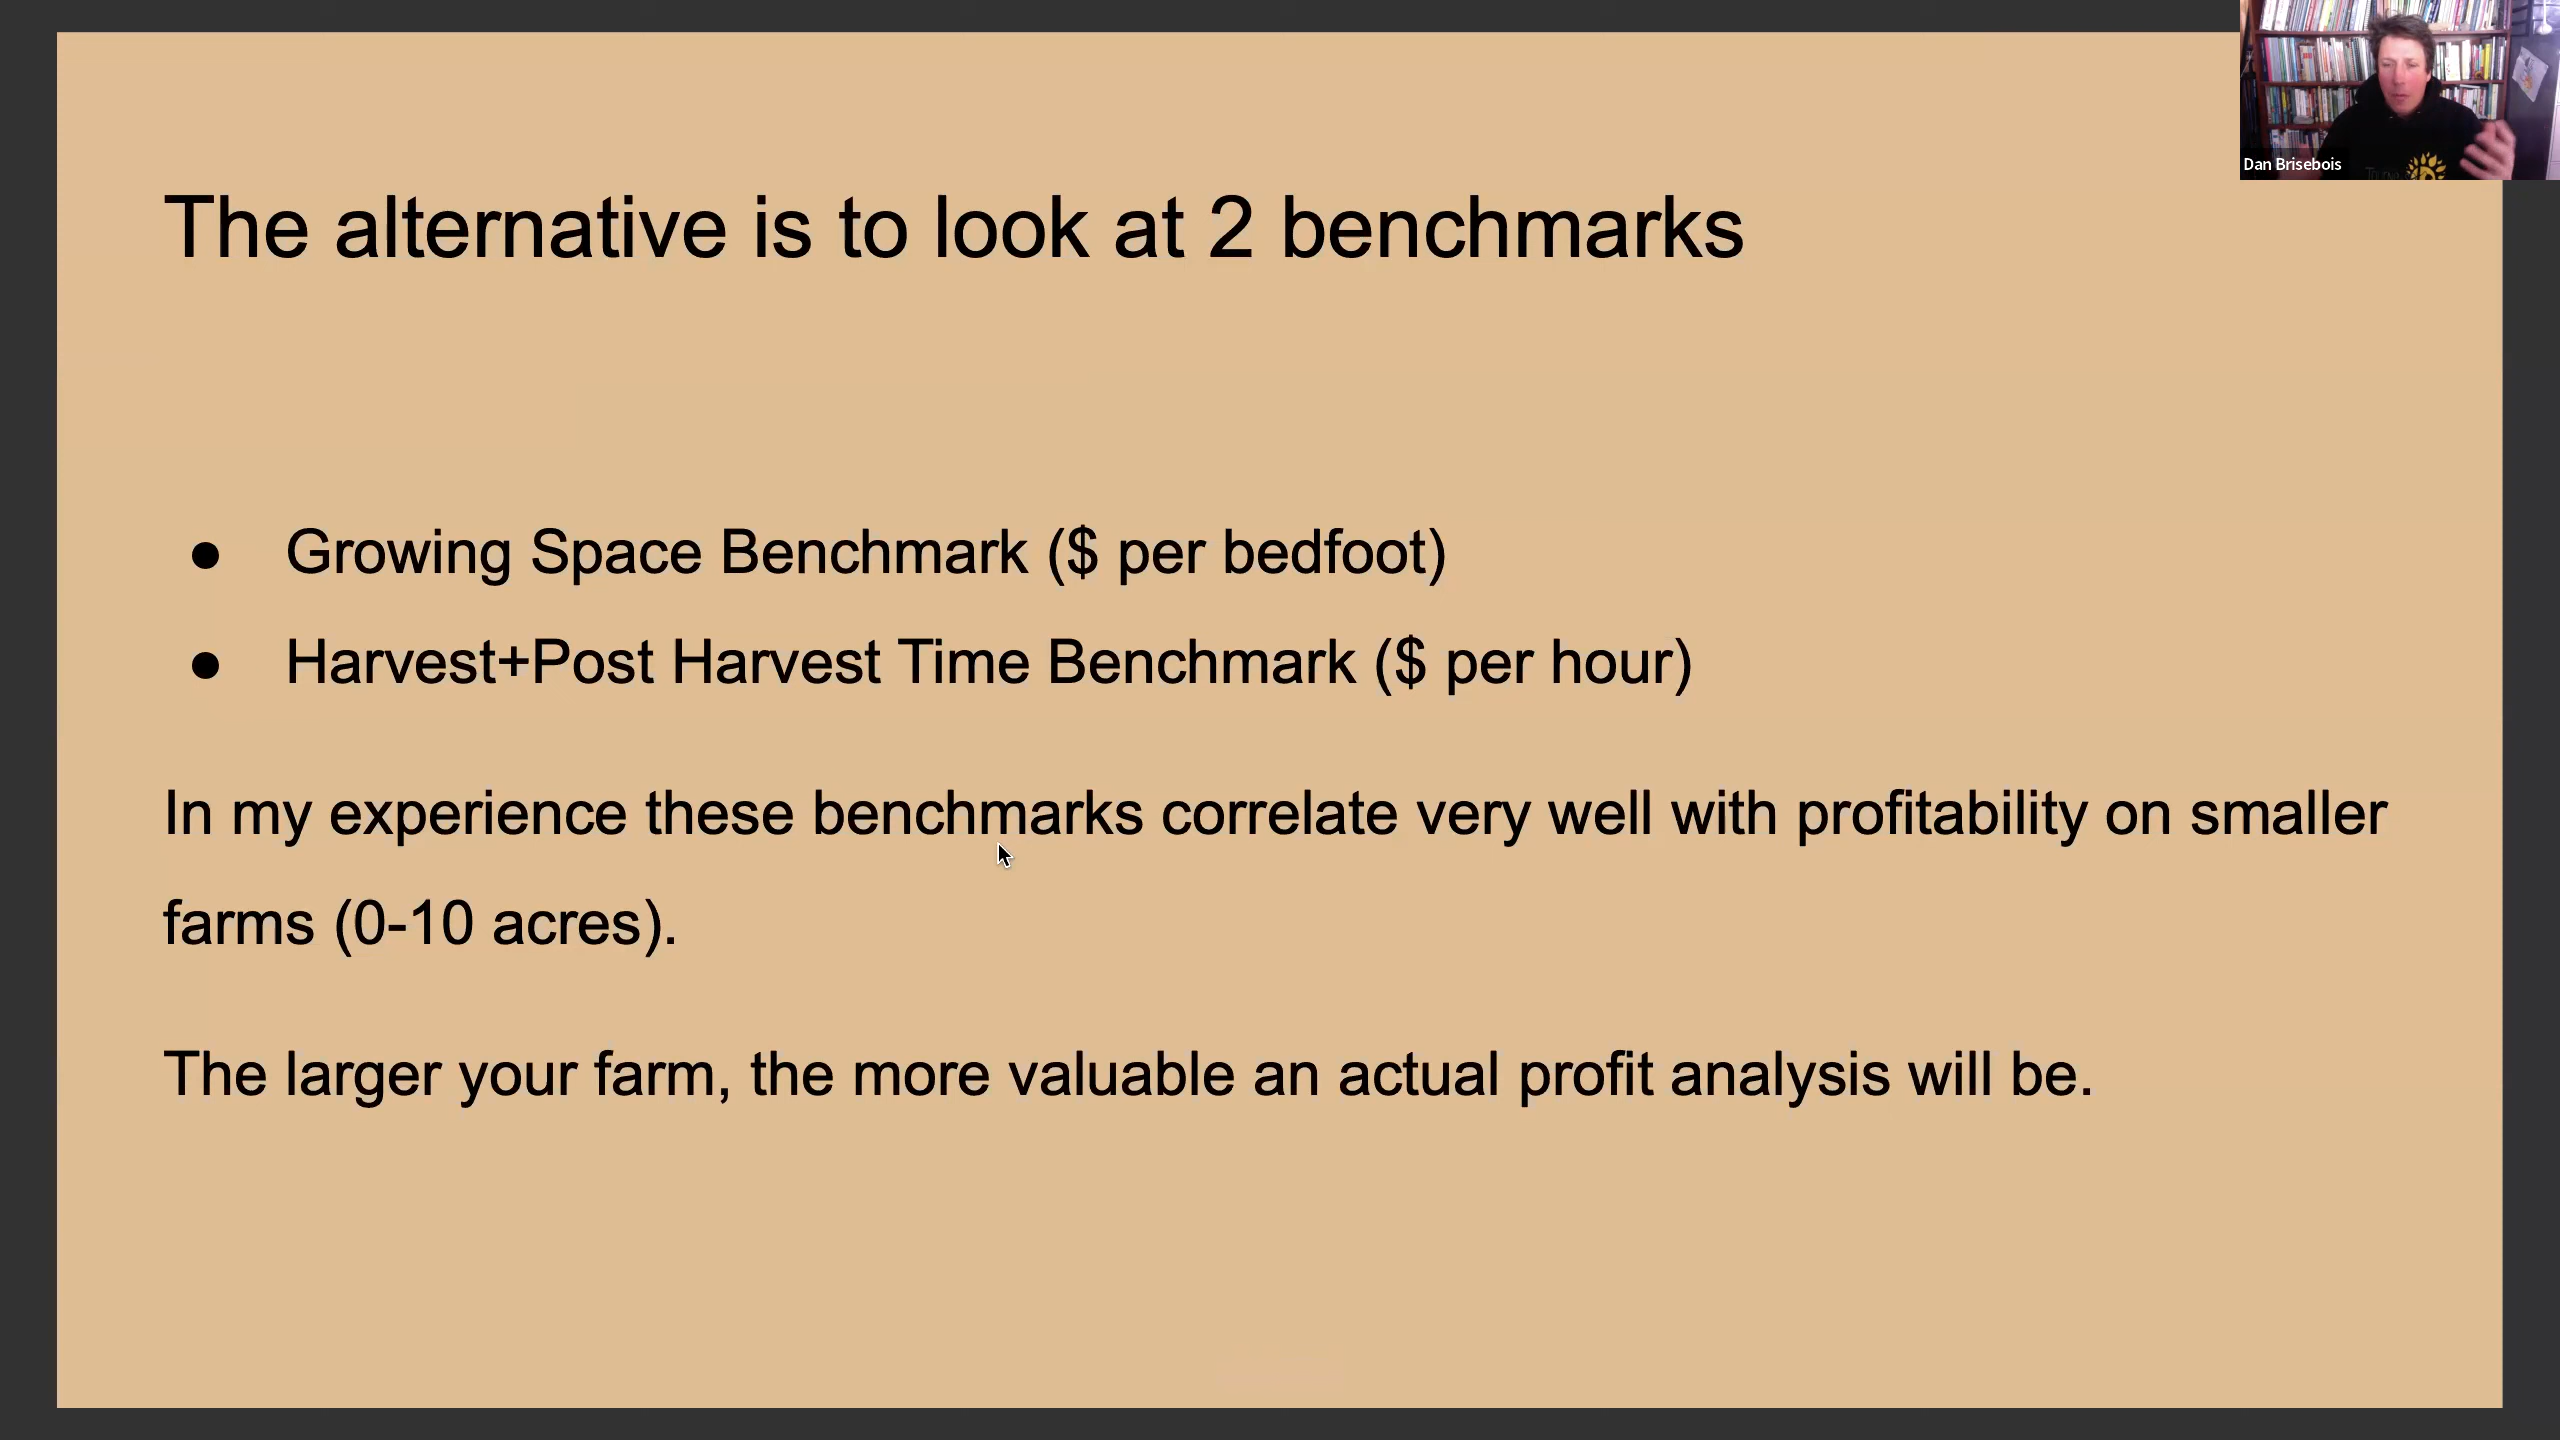 The alternative is to look at 2 benchmarks
● Growing Space Benchmark ($ per bedfoot)
● Harvest+Post Harvest Time Benchmark ($ per hour)
In my experience these benchmarks correlate very well with profitability on smaller
farms (0-10 acres).
The larger your farm, the more valuable an actual profit analysis will be.
Dan Brisebois